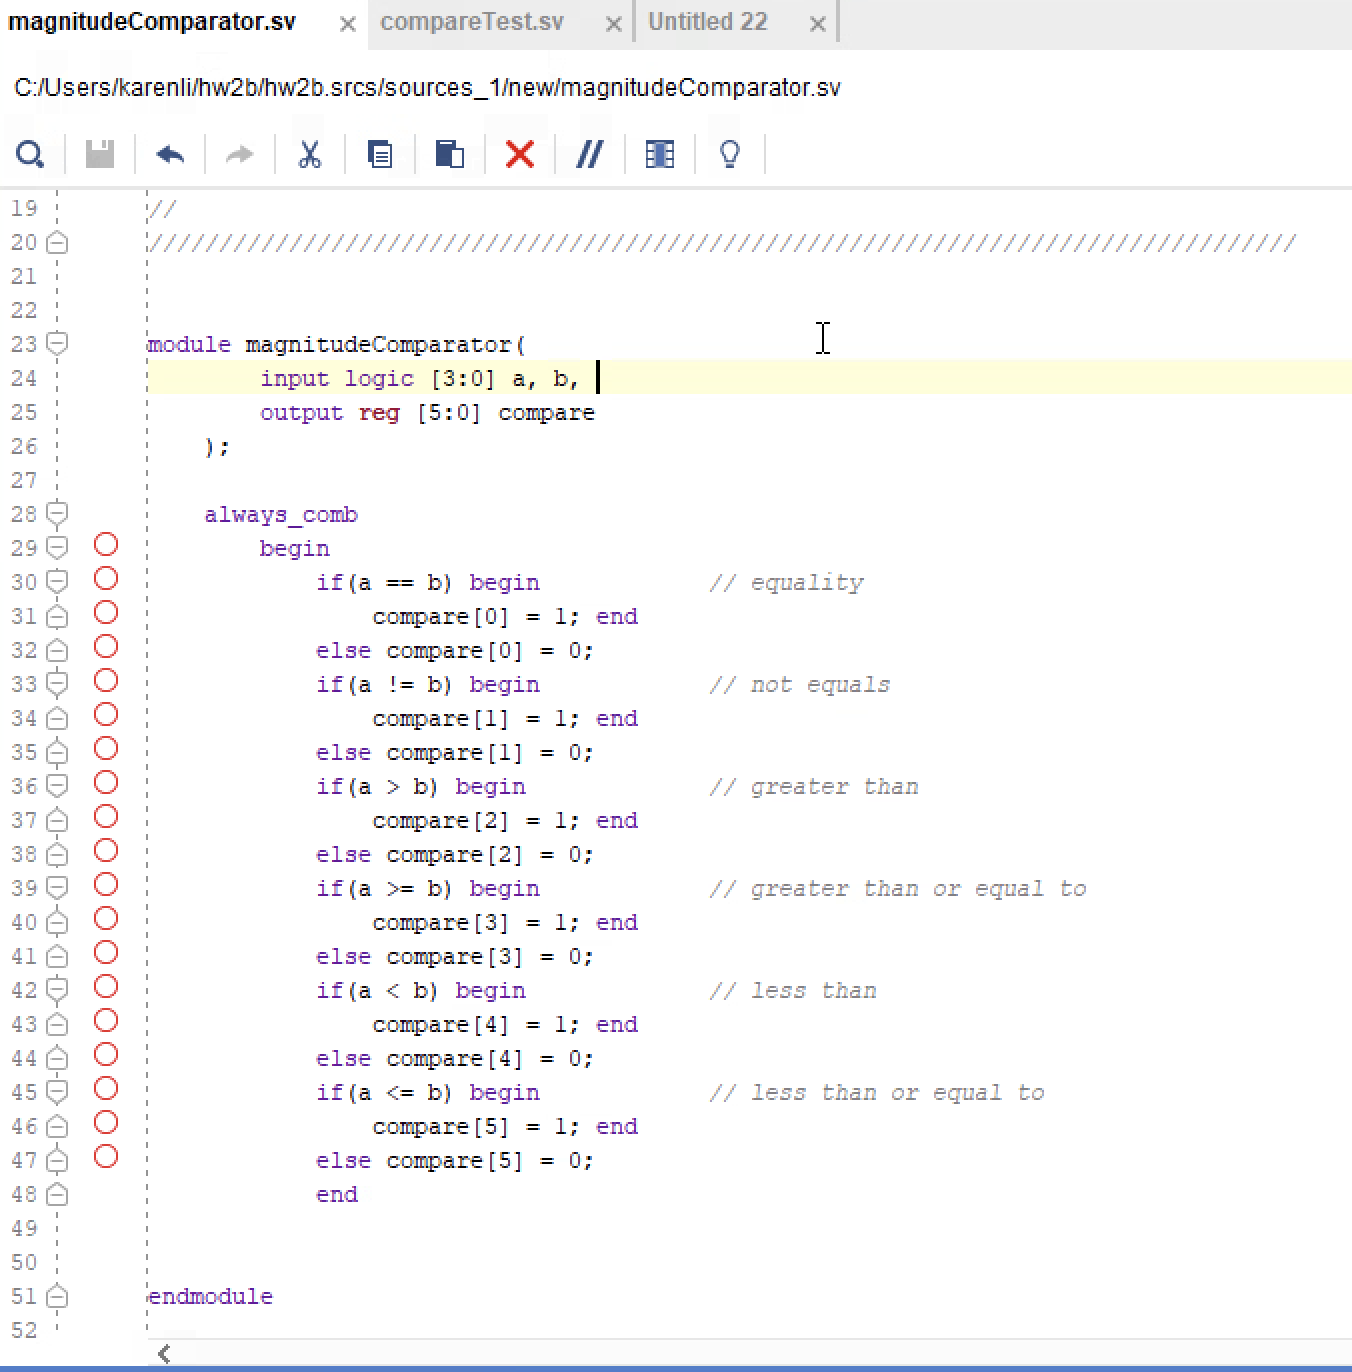 magnitudeComparator.sv × compareTest.sv × Untitled 22 ×
C:/Users/karenli/hw2b/hw2b.srcs/sources_1/new/magnitudeComparator.sv
19 //
20 //////////////////////////////////////////////////////////////////////////////////
21
22
23 module magnitudeComparator(
24 input logic [3:0] a, b,
25 output reg [5:0] compare
26 );
27
28 always_comb
29 begin
30 if(a == b) begin // equality
31 compare[0] = 1; end
32 else compare[0] = 0;
33 if(a != b) begin // not equals
34 compare[1] = 1; end
35 else compare[1] = 0;
36 if(a > b) begin // greater than
37 compare[2] = 1; end
38 else compare[2] = 0;
39 if(a >= b) begin // greater than or equal to
40 compare[3] = 1; end
41 else compare[3] = 0;
42 if(a < b) begin // less than
43 compare[4] = 1; end
44 else compare[4] = 0;
45 if(a <= b) begin // less than or equal to
46 compare[5] = 1; end
47 else compare[5] = 0;
48 end
49
50
51 endmodule
52